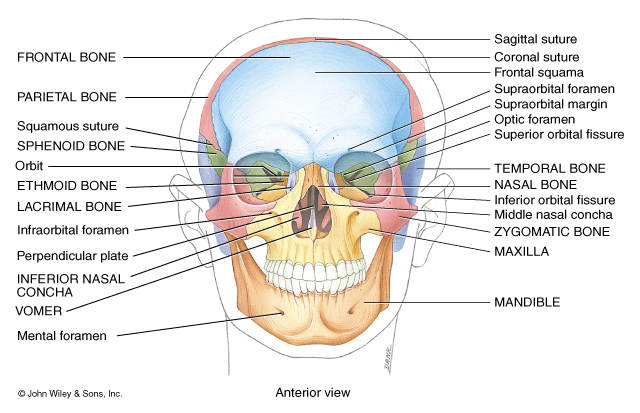 FRONTAL BONE
PARIETAL BONE
Squamous suture
SPHENOID BONE
Orbit
ETHMOID BONE
LACRIMAL BONE
Infraorbital foramen
Perpendicular plate
INFERIOR NASAL
CONCHA
VOMER
Mental foramen
Sagittal suture
Coronal suture
Frontal squama
Supraorbital foramen
Supraorbital margin
Optic foramen
Superior orbital fissure
TEMPORAL BONE
NASAL BONE
Inferior orbital fissure
Middle nasal concha
ZYGOMATIC BONE
MAXILLA
MANDIBLE
© John Wiley & Sons, Inc.
Anterior view